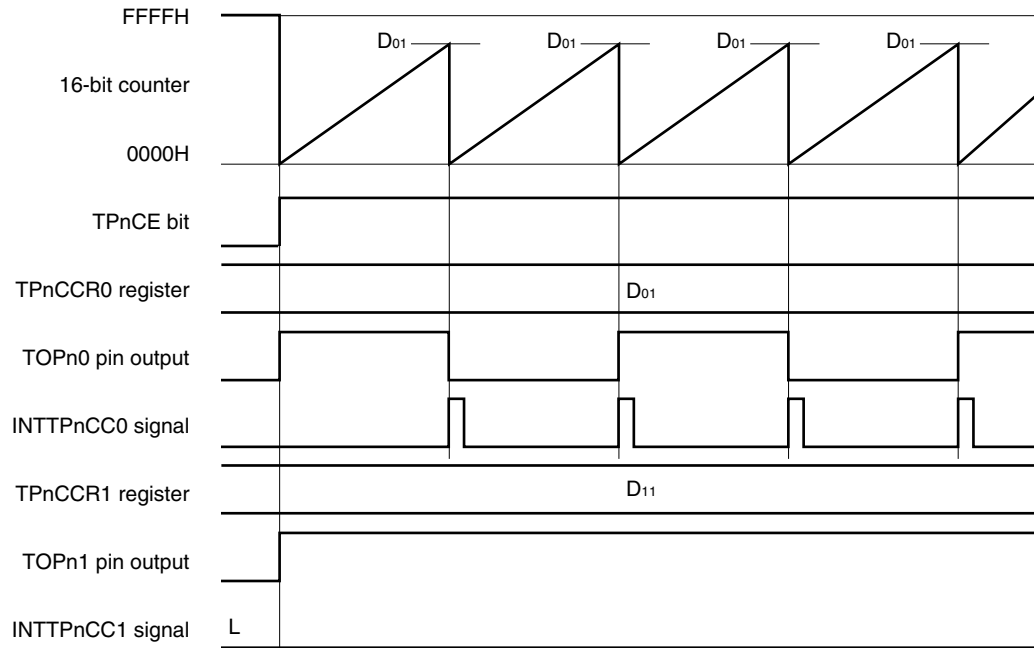 FFFFH
D01 D01 D01 D01
16-bit counter
0000H
TPnCE bit
TPnCCR0 register D01
TOPn0 pin output
INTTPnCC0 signal
TPnCCR1 register D11
TOPn1 pin output
INTTPnCC1 signal L